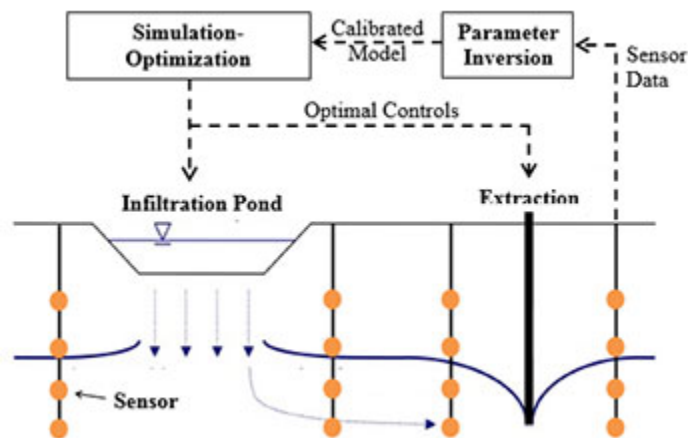 Simulation-
Optimization
Calibrated
Model
Parameter
Inversion
Sensor
Data
Optimal Controls
Infiltration Pond
Extraction
Sensor